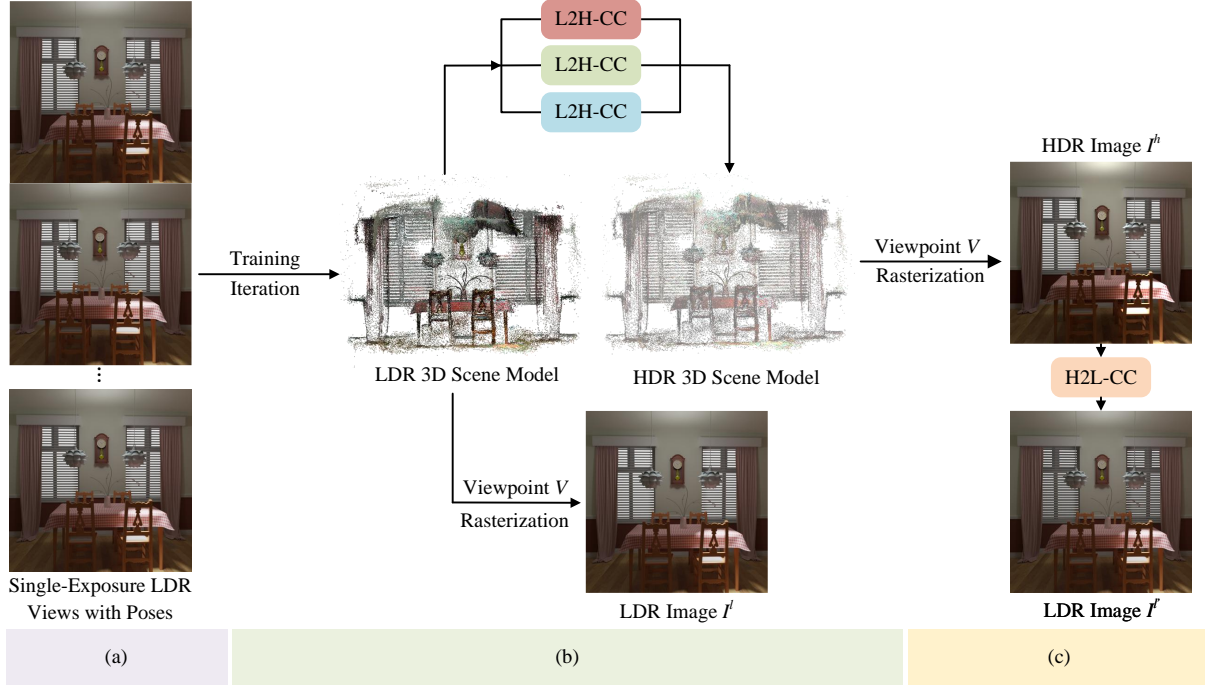 L2H-CC
L2H-CC
L2H-CC
HDR Image I^h
Training
Iteration
Viewpoint V
Rasterization
LDR 3D Scene Model
HDR 3D Scene Model
H2L-CC
⋮
Viewpoint V
Rasterization
Single-Exposure LDR
Views with Poses
LDR Image I^l
LDR Image I^{l'}
(a)
(b)
(c)